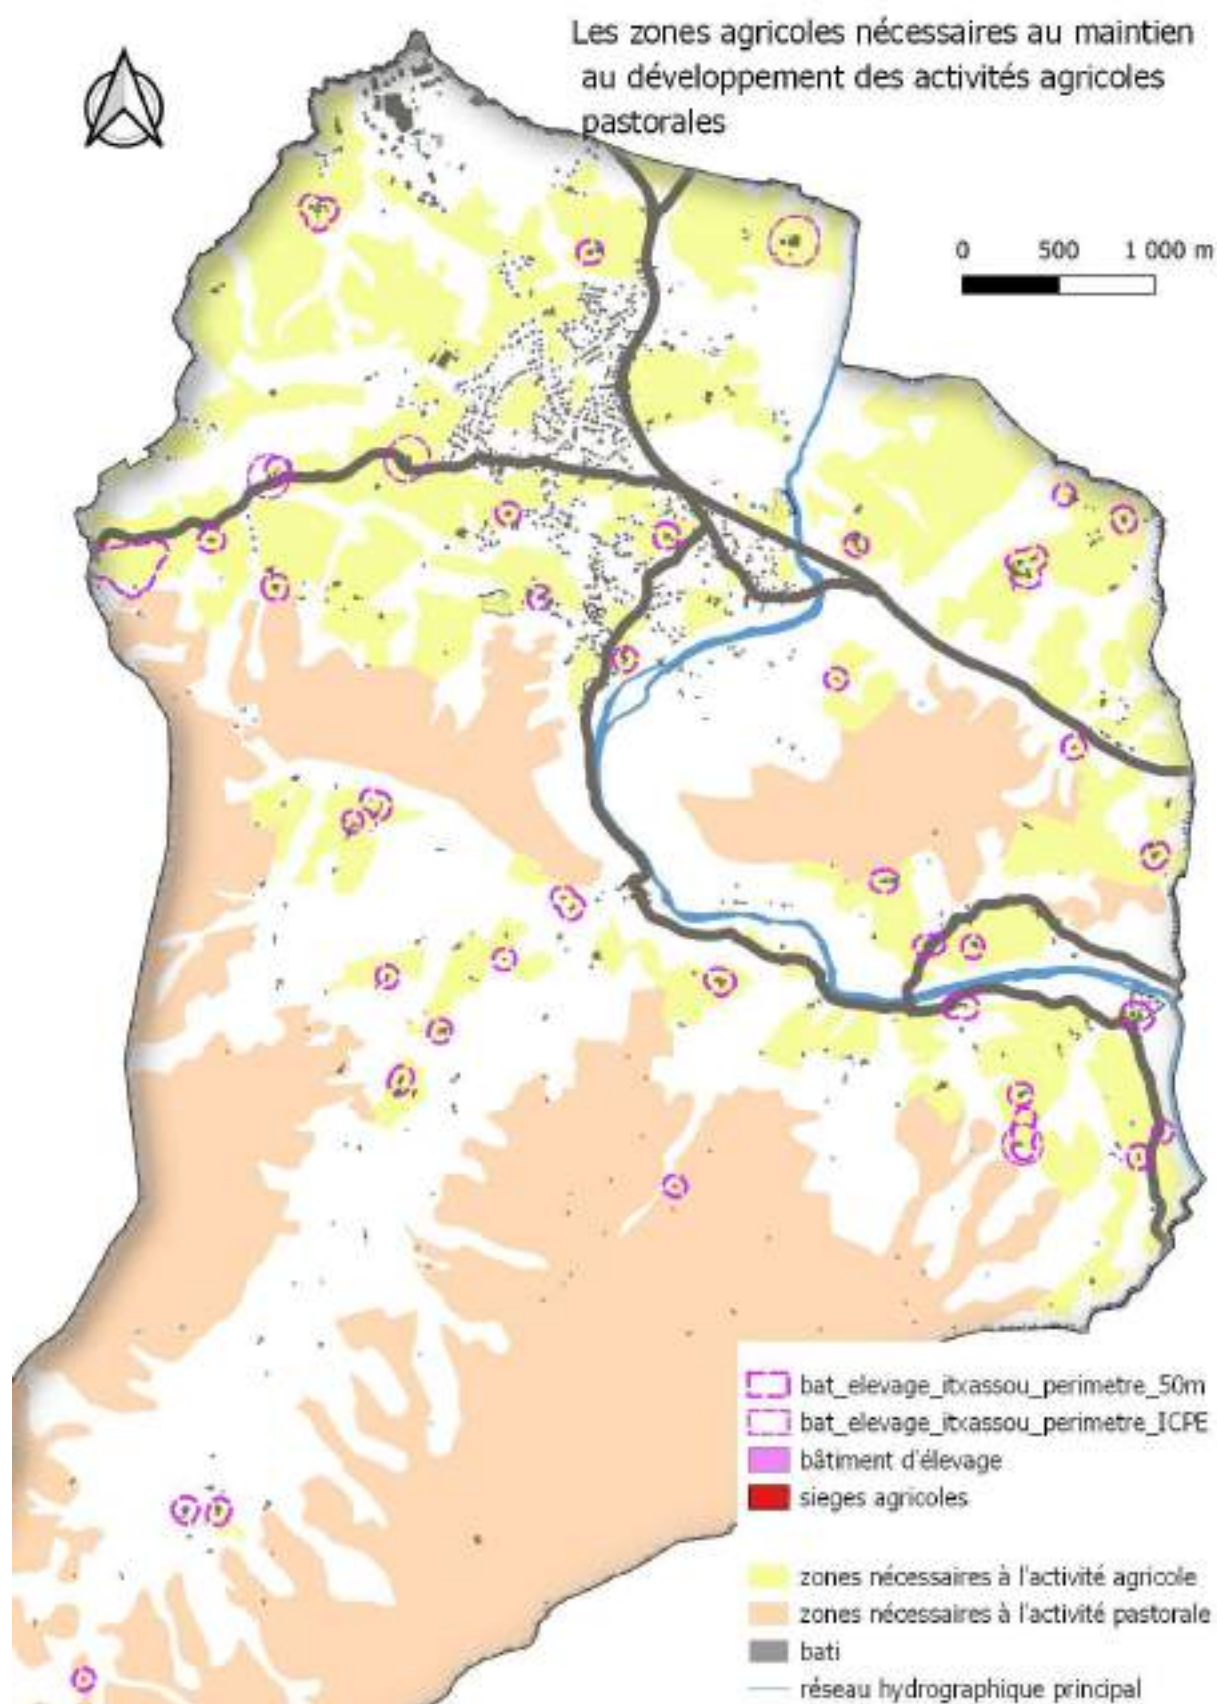 Les zones agricoles nécessaires au maintien
au développement des activités agricoles
pastorales
0 500 1 000 m
bat_elevage_itxassou_perimetre_50m
bat_elevage_itxassou_perimetre_ICPE
bâtiment d'élevage
sieges agricoles
zones nécessaires à l'activité agricole
zones nécessaires à l'activité pastorale
bati
réseau hydrographique principal